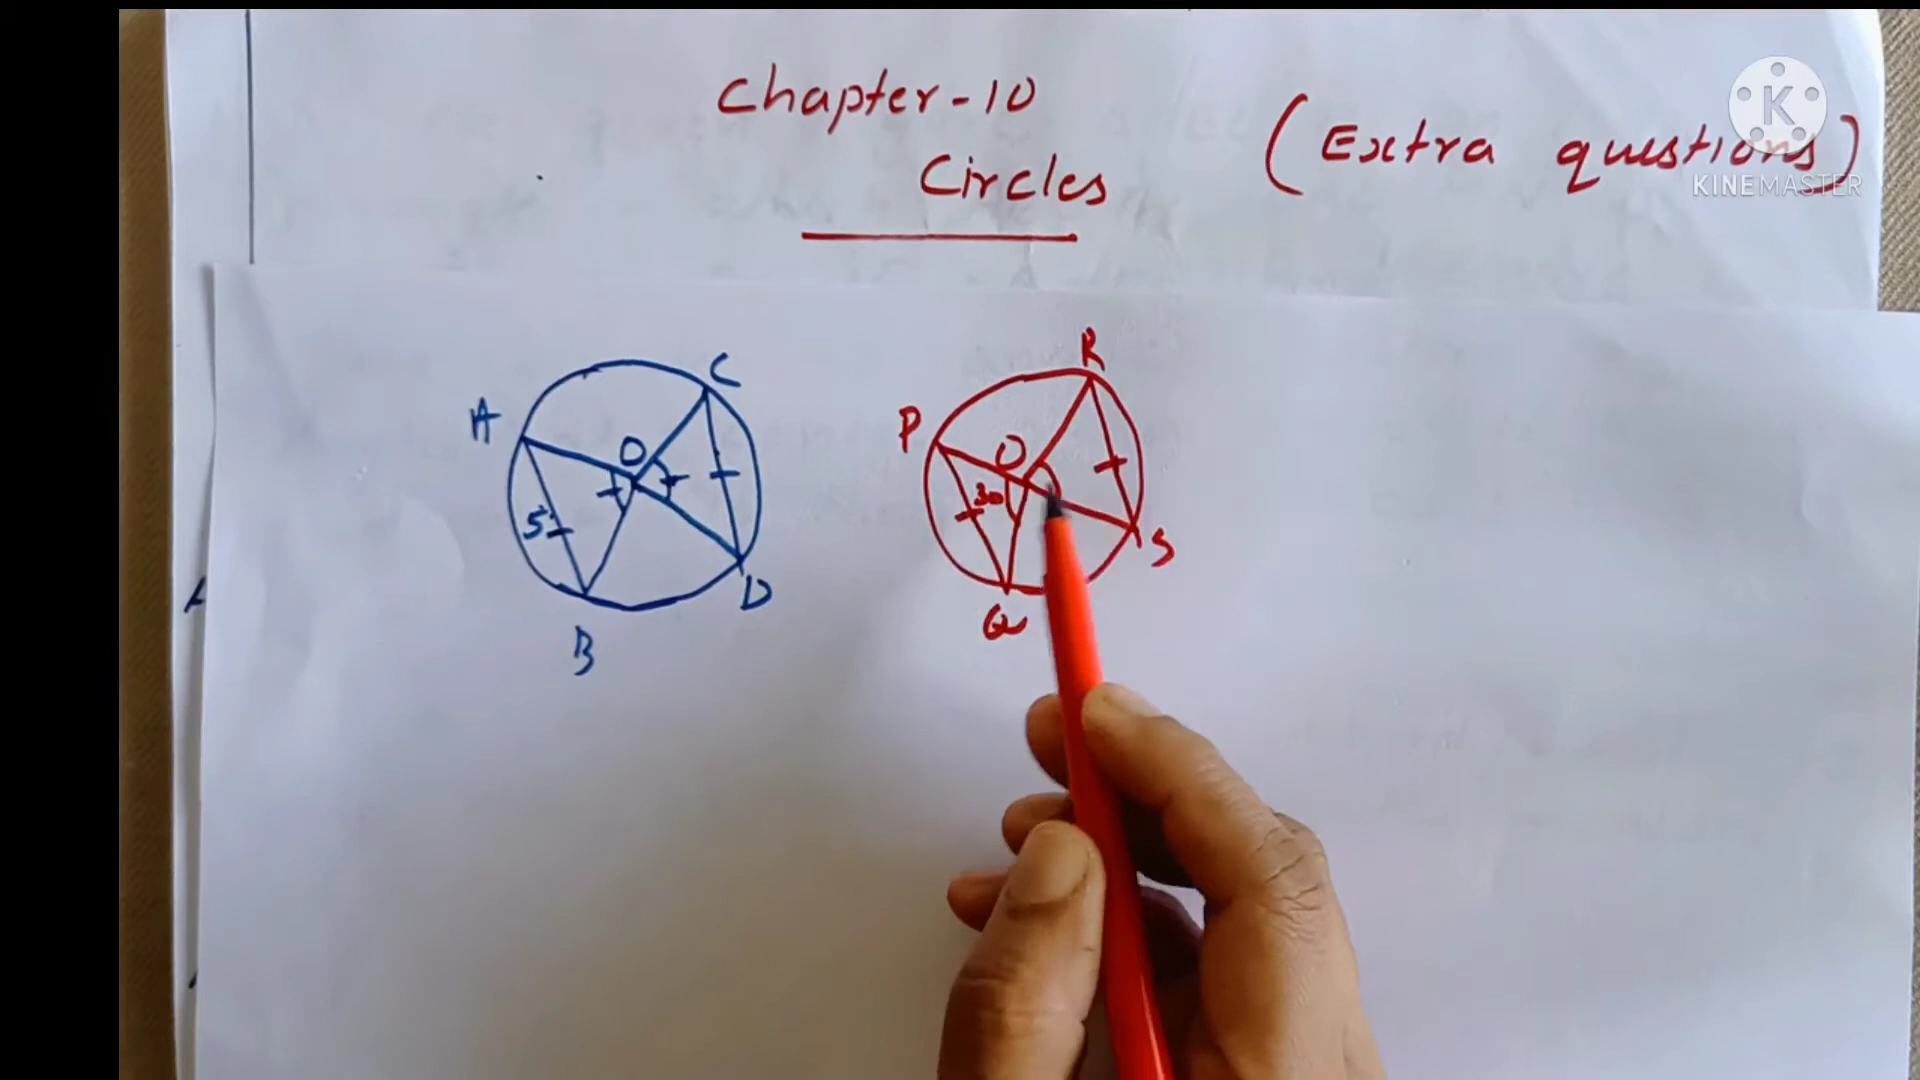 Chapter-10
Circles
(Extra questions)
K
KINEMASTER
A
C
O
5
B
D
R
P
O
30
S
Q